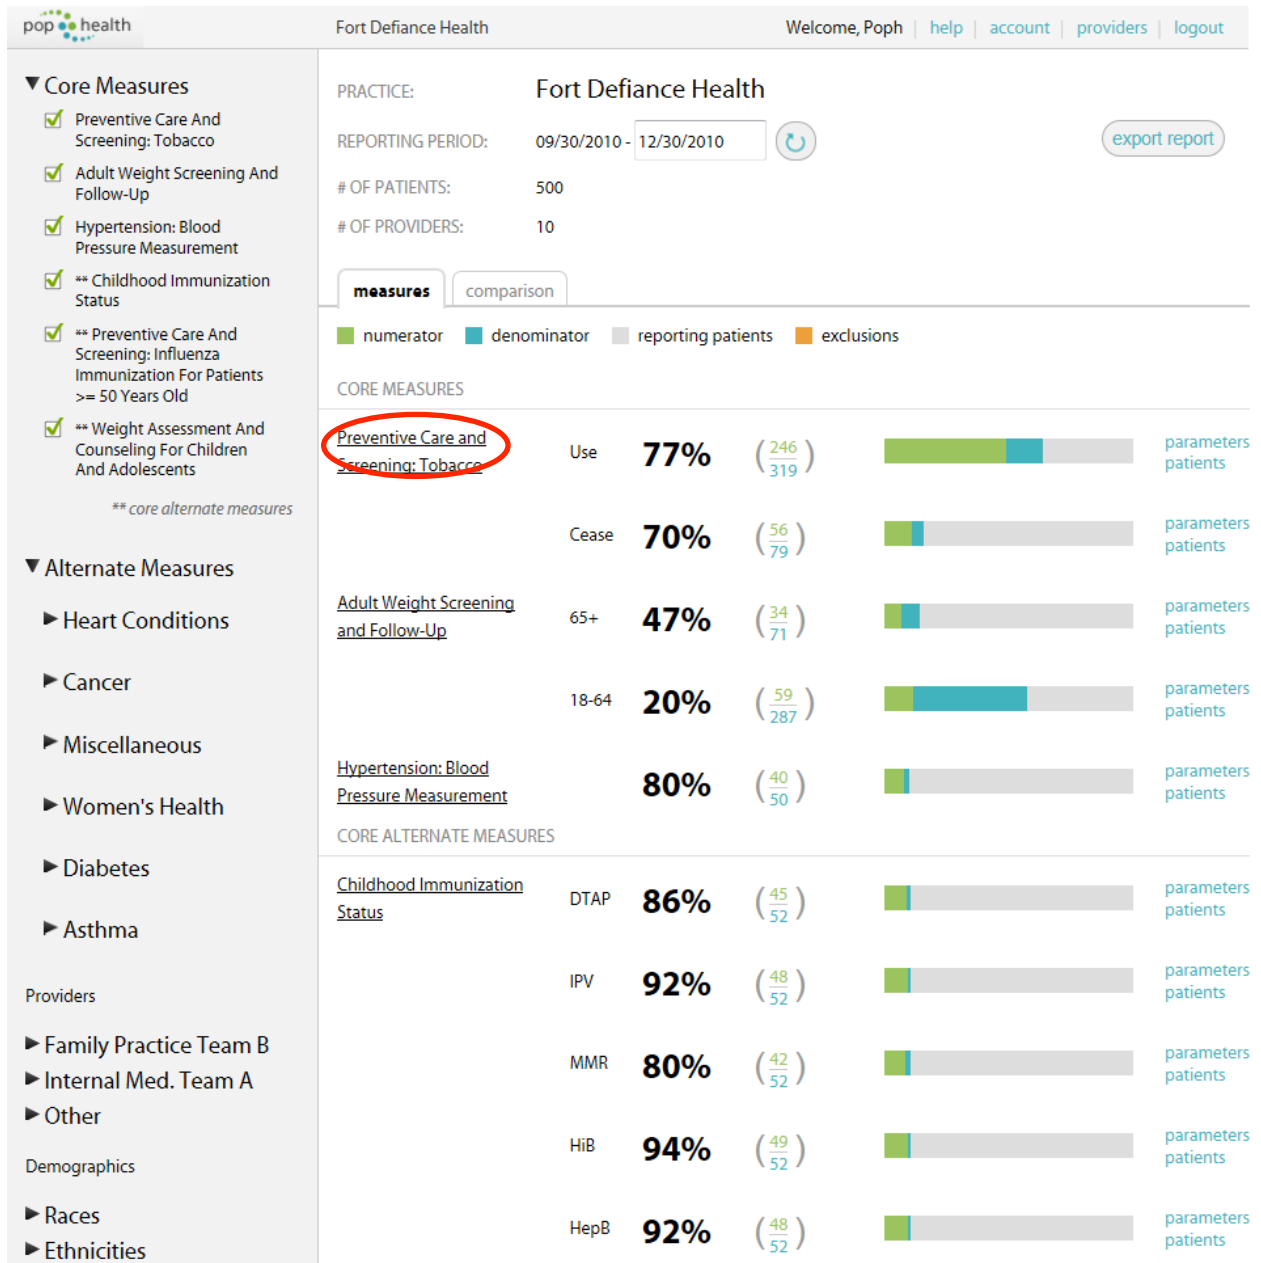 pop health
Fort Defiance Health
Welcome, Poph | help | account | providers | logout
Core Measures
Preventive Care And
Screening: Tobacco
Adult Weight Screening And
Follow-Up
Hypertension: Blood
Pressure Measurement
** Childhood Immunization
Status
** Preventive Care And
Screening: Influenza
Immunization For Patients
>= 50 Years Old
** Weight Assessment And
Counseling For Children
And Adolescents
** core alternate measures
Alternate Measures
Heart Conditions
Cancer
Miscellaneous
Women's Health
Diabetes
Asthma
Providers
Family Practice Team B
Internal Med. Team A
Other
Demographics
Races
Ethnicities
PRACTICE: Fort Defiance Health
REPORTING PERIOD: 09/30/2010 - 12/30/2010
export report
# OF PATIENTS: 500
# OF PROVIDERS: 10
measures comparison
numerator denominator reporting patients exclusions
CORE MEASURES
Preventive Care and
Screening: Tobacco
Use 77% (246/319)
parameters
patients
Cease 70% (56/79)
parameters
patients
Adult Weight Screening
and Follow-Up
65+ 47% (34/71)
parameters
patients
18-64 20% (59/287)
parameters
patients
Hypertension: Blood
Pressure Measurement
80% (40/50)
parameters
patients
CORE ALTERNATE MEASURES
Childhood Immunization
Status
DTAP 86% (45/52)
parameters
patients
IPV 92% (48/52)
parameters
patients
MMR 80% (42/52)
parameters
patients
HiB 94% (49/52)
parameters
patients
HepB 92% (48/52)
parameters
patients